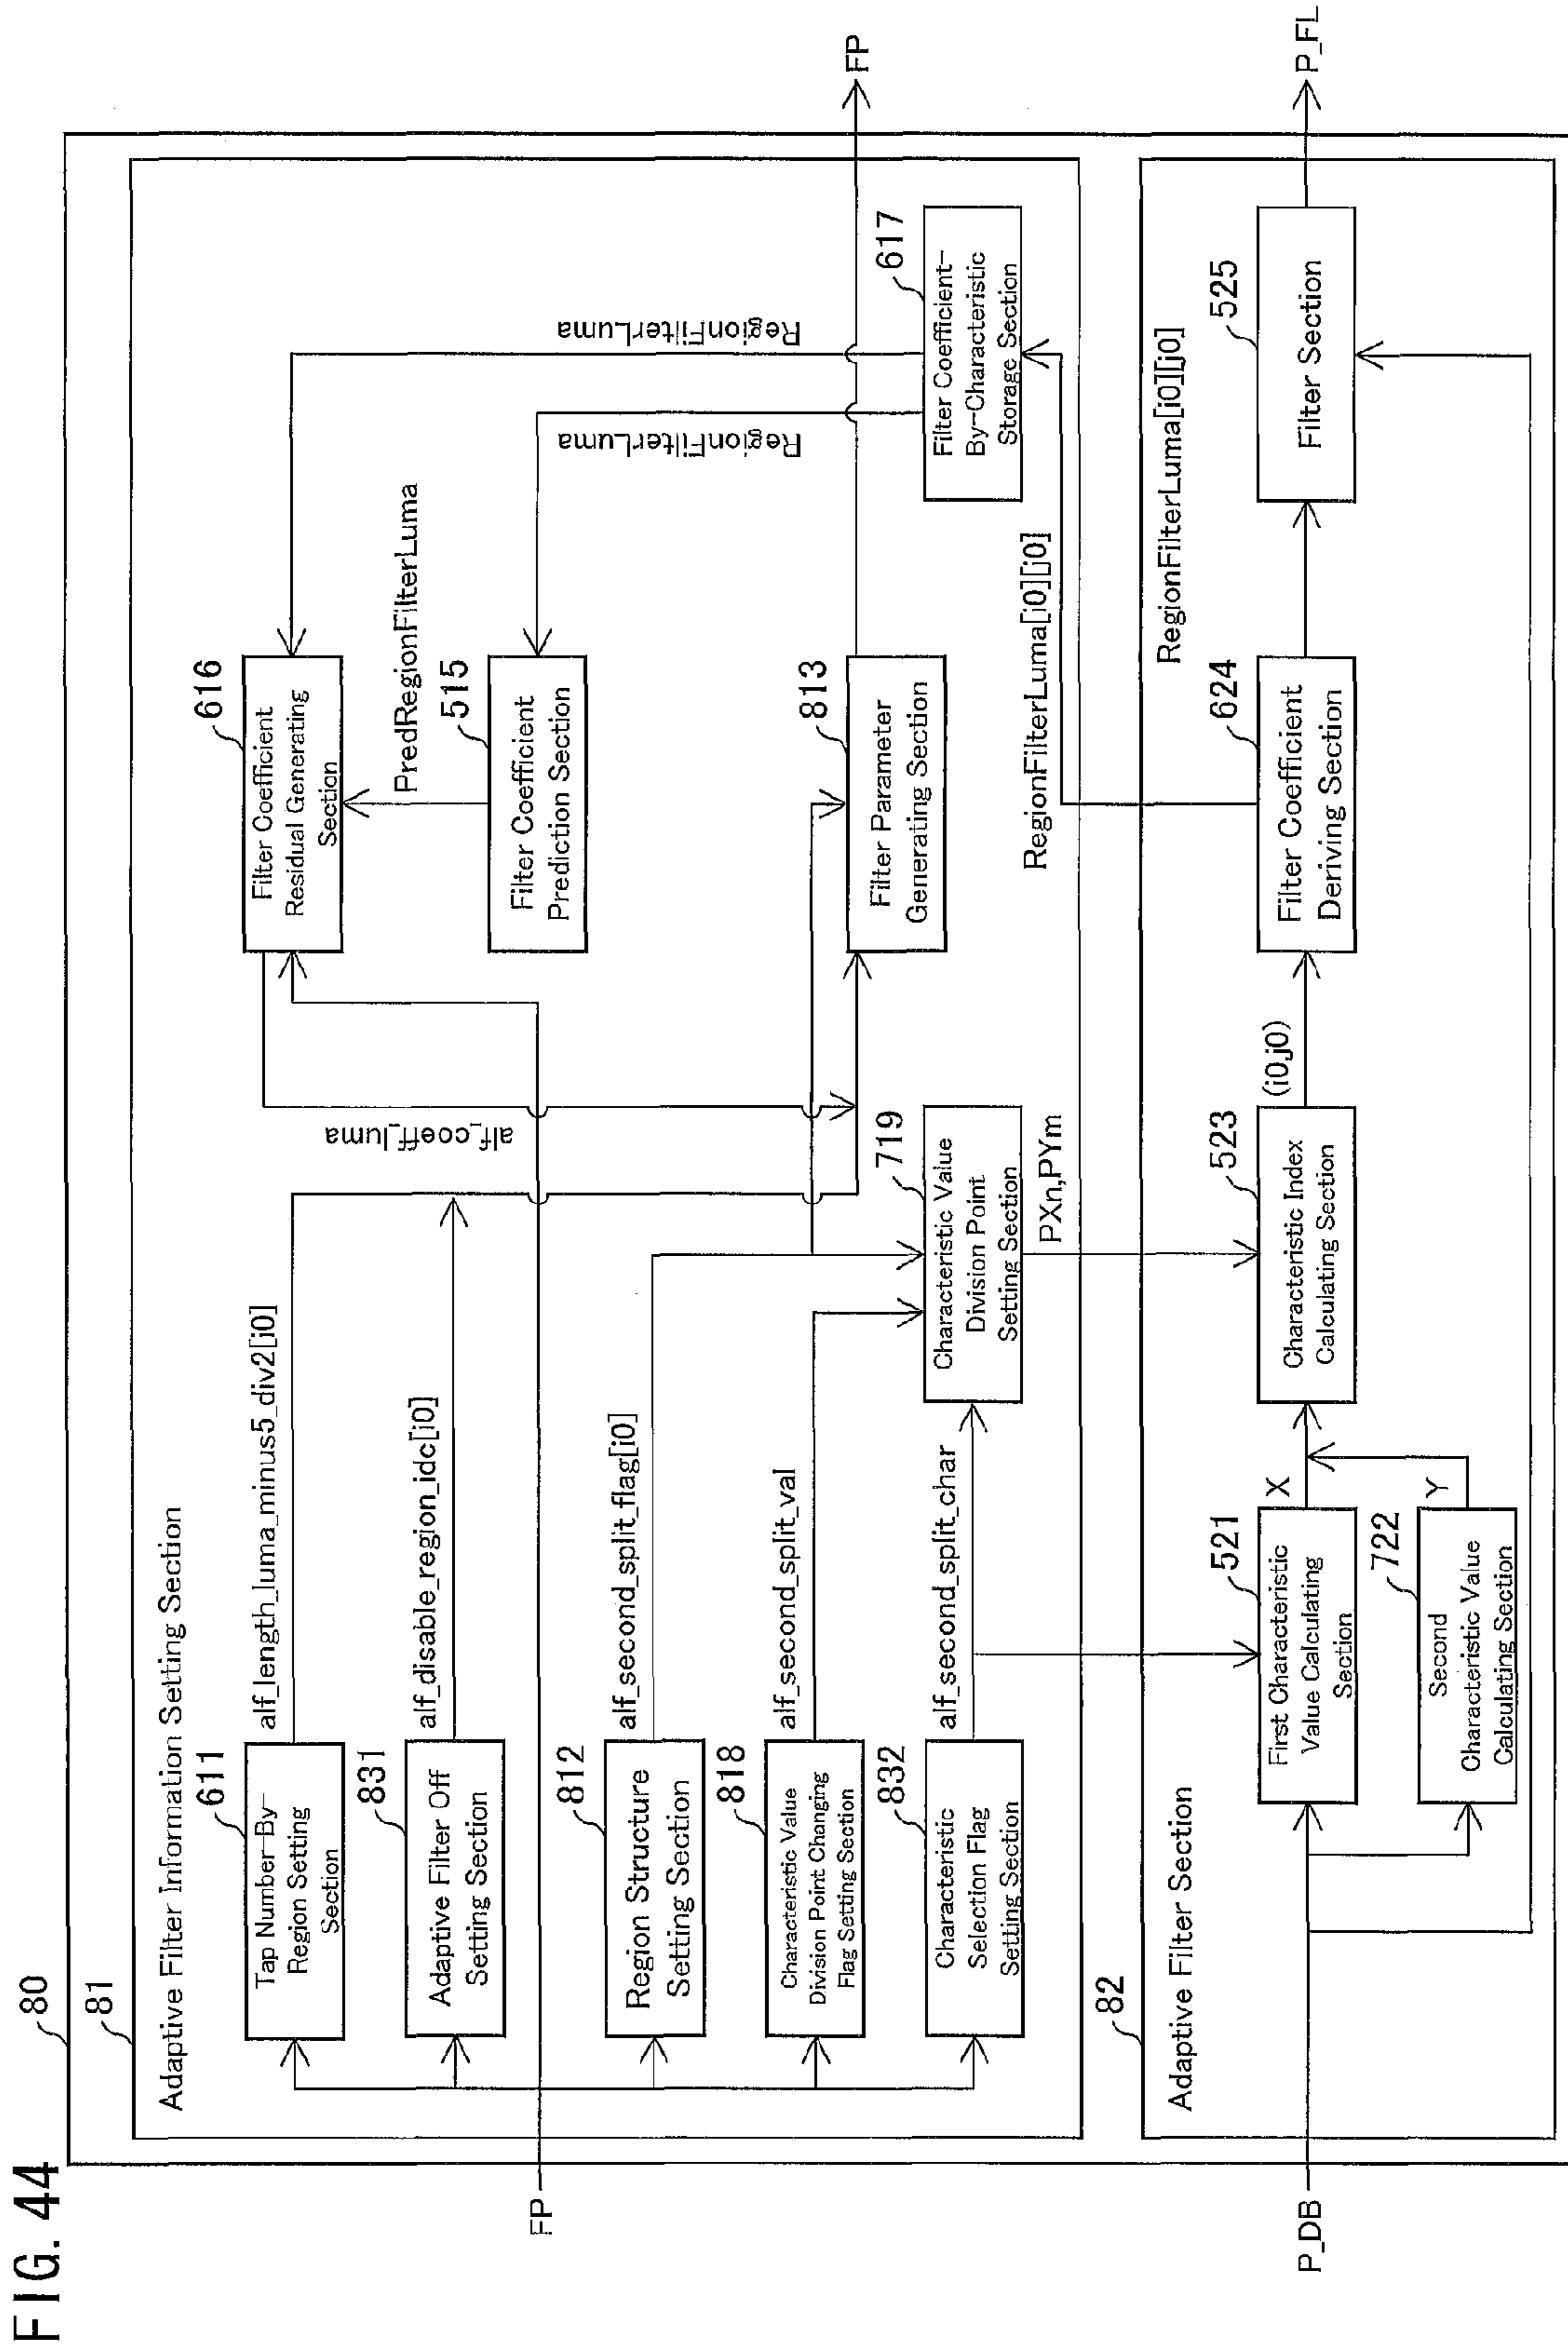 FIG. 44
80
81
Adaptive Filter Information Setting Section
611
Tap Number-By-
Region Setting
Section
alf_length_luma_minus5_div2[i0]
831
Adaptive Filter Off
Setting Section
alf_disable_region_idc[i0]
FP
812
Region Structure
Setting Section
alf_second_split_flag[i0]
818
Characteristic Value
Division Point Changing
Flag Setting Section
alf_second_split_val
832
Characteristic
Selection Flag
Setting Section
alf_second_split_char
719
Characteristic Value
Division Point
Setting Section
PXn,PYm
alf_coeff_luma
616
Filter Coefficient
Residual Generating
Section
PredRegionFilterLuma
515
Filter Coefficient
Prediction Section
813
Filter Parameter
Generating Section
RegionFilterLuma
RegionFilterLuma
617
Filter Coefficient-
By-Characteristic
Storage Section
RegionFilterLuma[i0][j0]
FP
82
Adaptive Filter Section
P_DB
521
First Characteristic
Value Calculating
Section
X
722
Second
Characteristic Value
Calculating Section
Y
523
Characteristic Index
Calculating Section
(i0,j0)
624
Filter Coefficient
Deriving Section
RegionFilterLuma[i0][j0]
525
Filter Section
P_FL